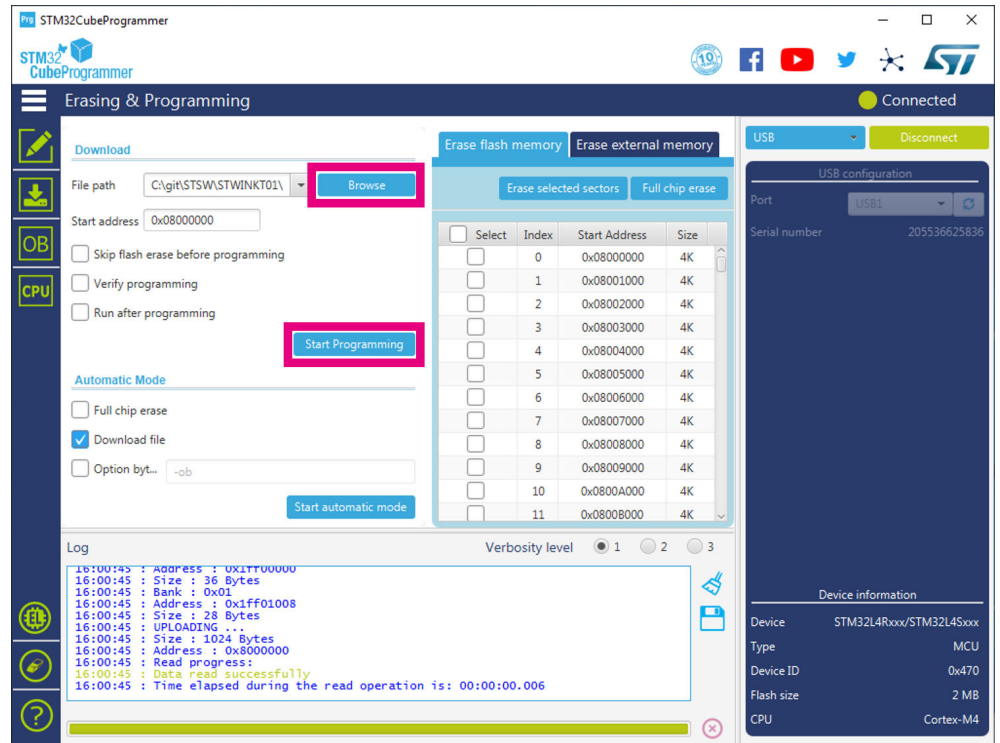 Prg STM32CubeProgrammer
STM32
CubeProgrammer
10
Erasing & Programming
Connected
Download
File path C:\git\STSW\STWINKT01\ Browse
Start address 0x08000000
Skip flash erase before programming
Verify programming
Run after programming
Start Programming
Automatic Mode
Full chip erase
Download file
Option byt... -ob
Start automatic mode
Erase flash memory Erase external memory
Erase selected sectors Full chip erase
Select Index Start Address Size
0 0x08000000 4K
1 0x08001000 4K
2 0x08002000 4K
3 0x08003000 4K
4 0x08004000 4K
5 0x08005000 4K
6 0x08006000 4K
7 0x08007000 4K
8 0x08008000 4K
9 0x08009000 4K
10 0x0800A000 4K
11 0x0800B000 4K
USB Disconnect
USB configuration
Port USB1
Serial number 205536625836
OB
CPU
Log Verbosity level 1 2 3
16:00:45 : Address : 0x1ff00000
16:00:45 : Size : 36 Bytes
16:00:45 : Bank : 0x01
16:00:45 : Address : 0x1ff01008
16:00:45 : Size : 28 Bytes
16:00:45 : UPLOADING ...
16:00:45 : Size : 1024 Bytes
16:00:45 : Address : 0x8000000
16:00:45 : Read progress:
16:00:45 : Data read successfully
16:00:45 : Time elapsed during the read operation is: 00:00:00.006
Device information
Device STM32L4Rxxx/STM32L4Sxxx
Type MCU
Device ID 0x470
Flash size 2 MB
CPU Cortex-M4
EL
?